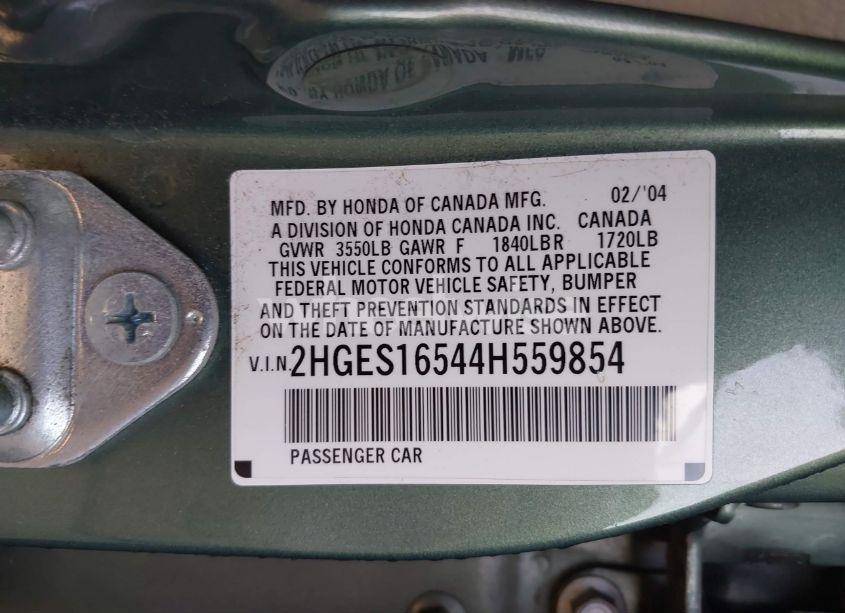 MFD. BY HONDA OF CANADA MFG. 02/'04
A DIVISION OF HONDA CANADA INC. CANADA
GVWR 3550LB GAWR F 1840LB R 1720LB
THIS VEHICLE CONFORMS TO ALL APPLICABLE
FEDERAL MOTOR VEHICLE SAFETY, BUMPER
AND THEFT PREVENTION STANDARDS IN EFFECT
ON THE DATE OF MANUFACTURE SHOWN ABOVE.
V.I.N. 2HGES16544H559854
PASSENGER CAR